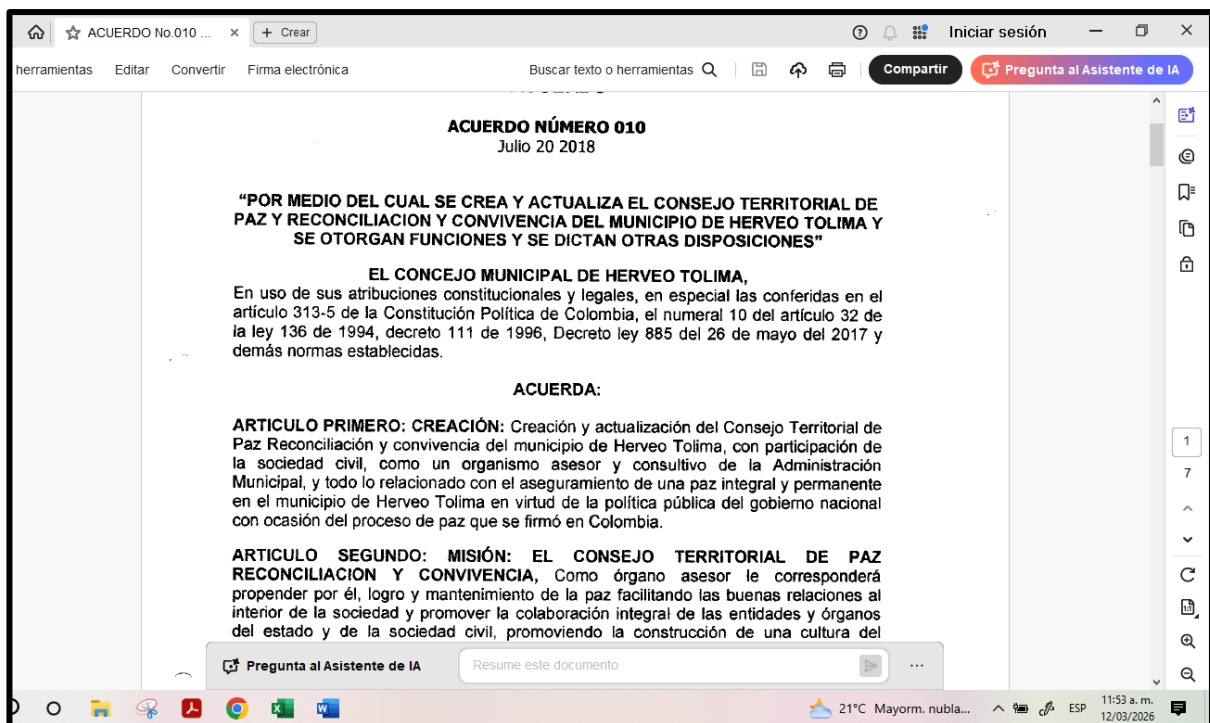 ACUERDO No.010 ...
+ Crear
Iniciar sesión
herramientas Editar Convertir Firma electrónica
Buscar texto o herramientas
Compartir
Pregunta al Asistente de IA
ACUERDO NÚMERO 010
Julio 20 2018
“POR MEDIO DEL CUAL SE CREA Y ACTUALIZA EL CONSEJO TERRITORIAL DE
PAZ Y RECONCILIACION Y CONVIVENCIA DEL MUNICIPIO DE HERVEO TOLIMA Y
SE OTORGAN FUNCIONES Y SE DICTAN OTRAS DISPOSICIONES”
EL CONCEJO MUNICIPAL DE HERVEO TOLIMA,
En uso de sus atribuciones constitucionales y legales, en especial las conferidas en el
artículo 313-5 de la Constitución Política de Colombia, el numeral 10 del artículo 32 de
la ley 136 de 1994, decreto 111 de 1996, Decreto ley 885 del 26 de mayo del 2017 y
demás normas establecidas.
ACUERDA:
ARTICULO PRIMERO: CREACIÓN: Creación y actualización del Consejo Territorial de
Paz Reconciliación y convivencia del municipio de Herveo Tolima, con participación de
la sociedad civil, como un organismo asesor y consultivo de la Administración
Municipal, y todo lo relacionado con el aseguramiento de una paz integral y permanente
en el municipio de Herveo Tolima en virtud de la política pública del gobierno nacional
con ocasión del proceso de paz que se firmó en Colombia.
ARTICULO SEGUNDO: MISIÓN: EL CONSEJO TERRITORIAL DE PAZ
RECONCILIACION Y CONVIVENCIA, Como órgano asesor le corresponderá
propender por él, logro y mantenimiento de la paz facilitando las buenas relaciones al
interior de la sociedad y promover la colaboración integral de las entidades y órganos
del estado y de la sociedad civil, promoviendo la construcción de una cultura del
1
7
Pregunta al Asistente de IA
Resume este documento
21°C Mayorm. nubla...
ESP
11:53 a. m.
12/03/2026